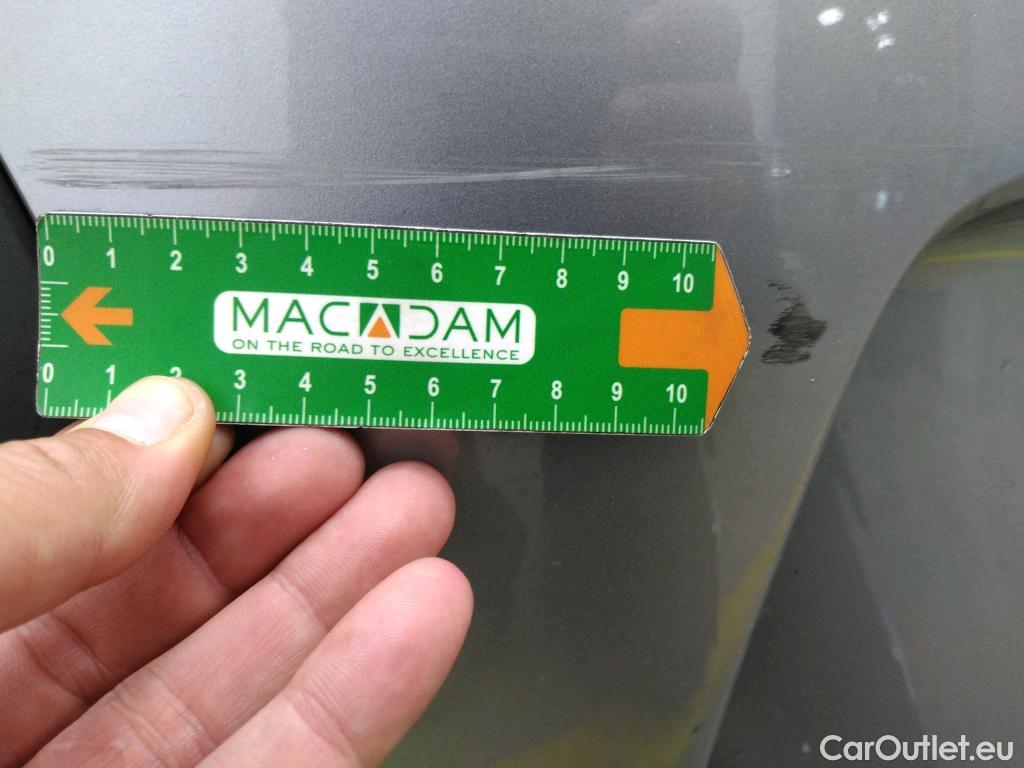 0 1 2 3 4 5 6 7 8 9 10
MACADAM
ON THE ROAD TO EXCELLENCE
0 1 2 3 4 5 6 7 8 9 10
CarOutlet.eu